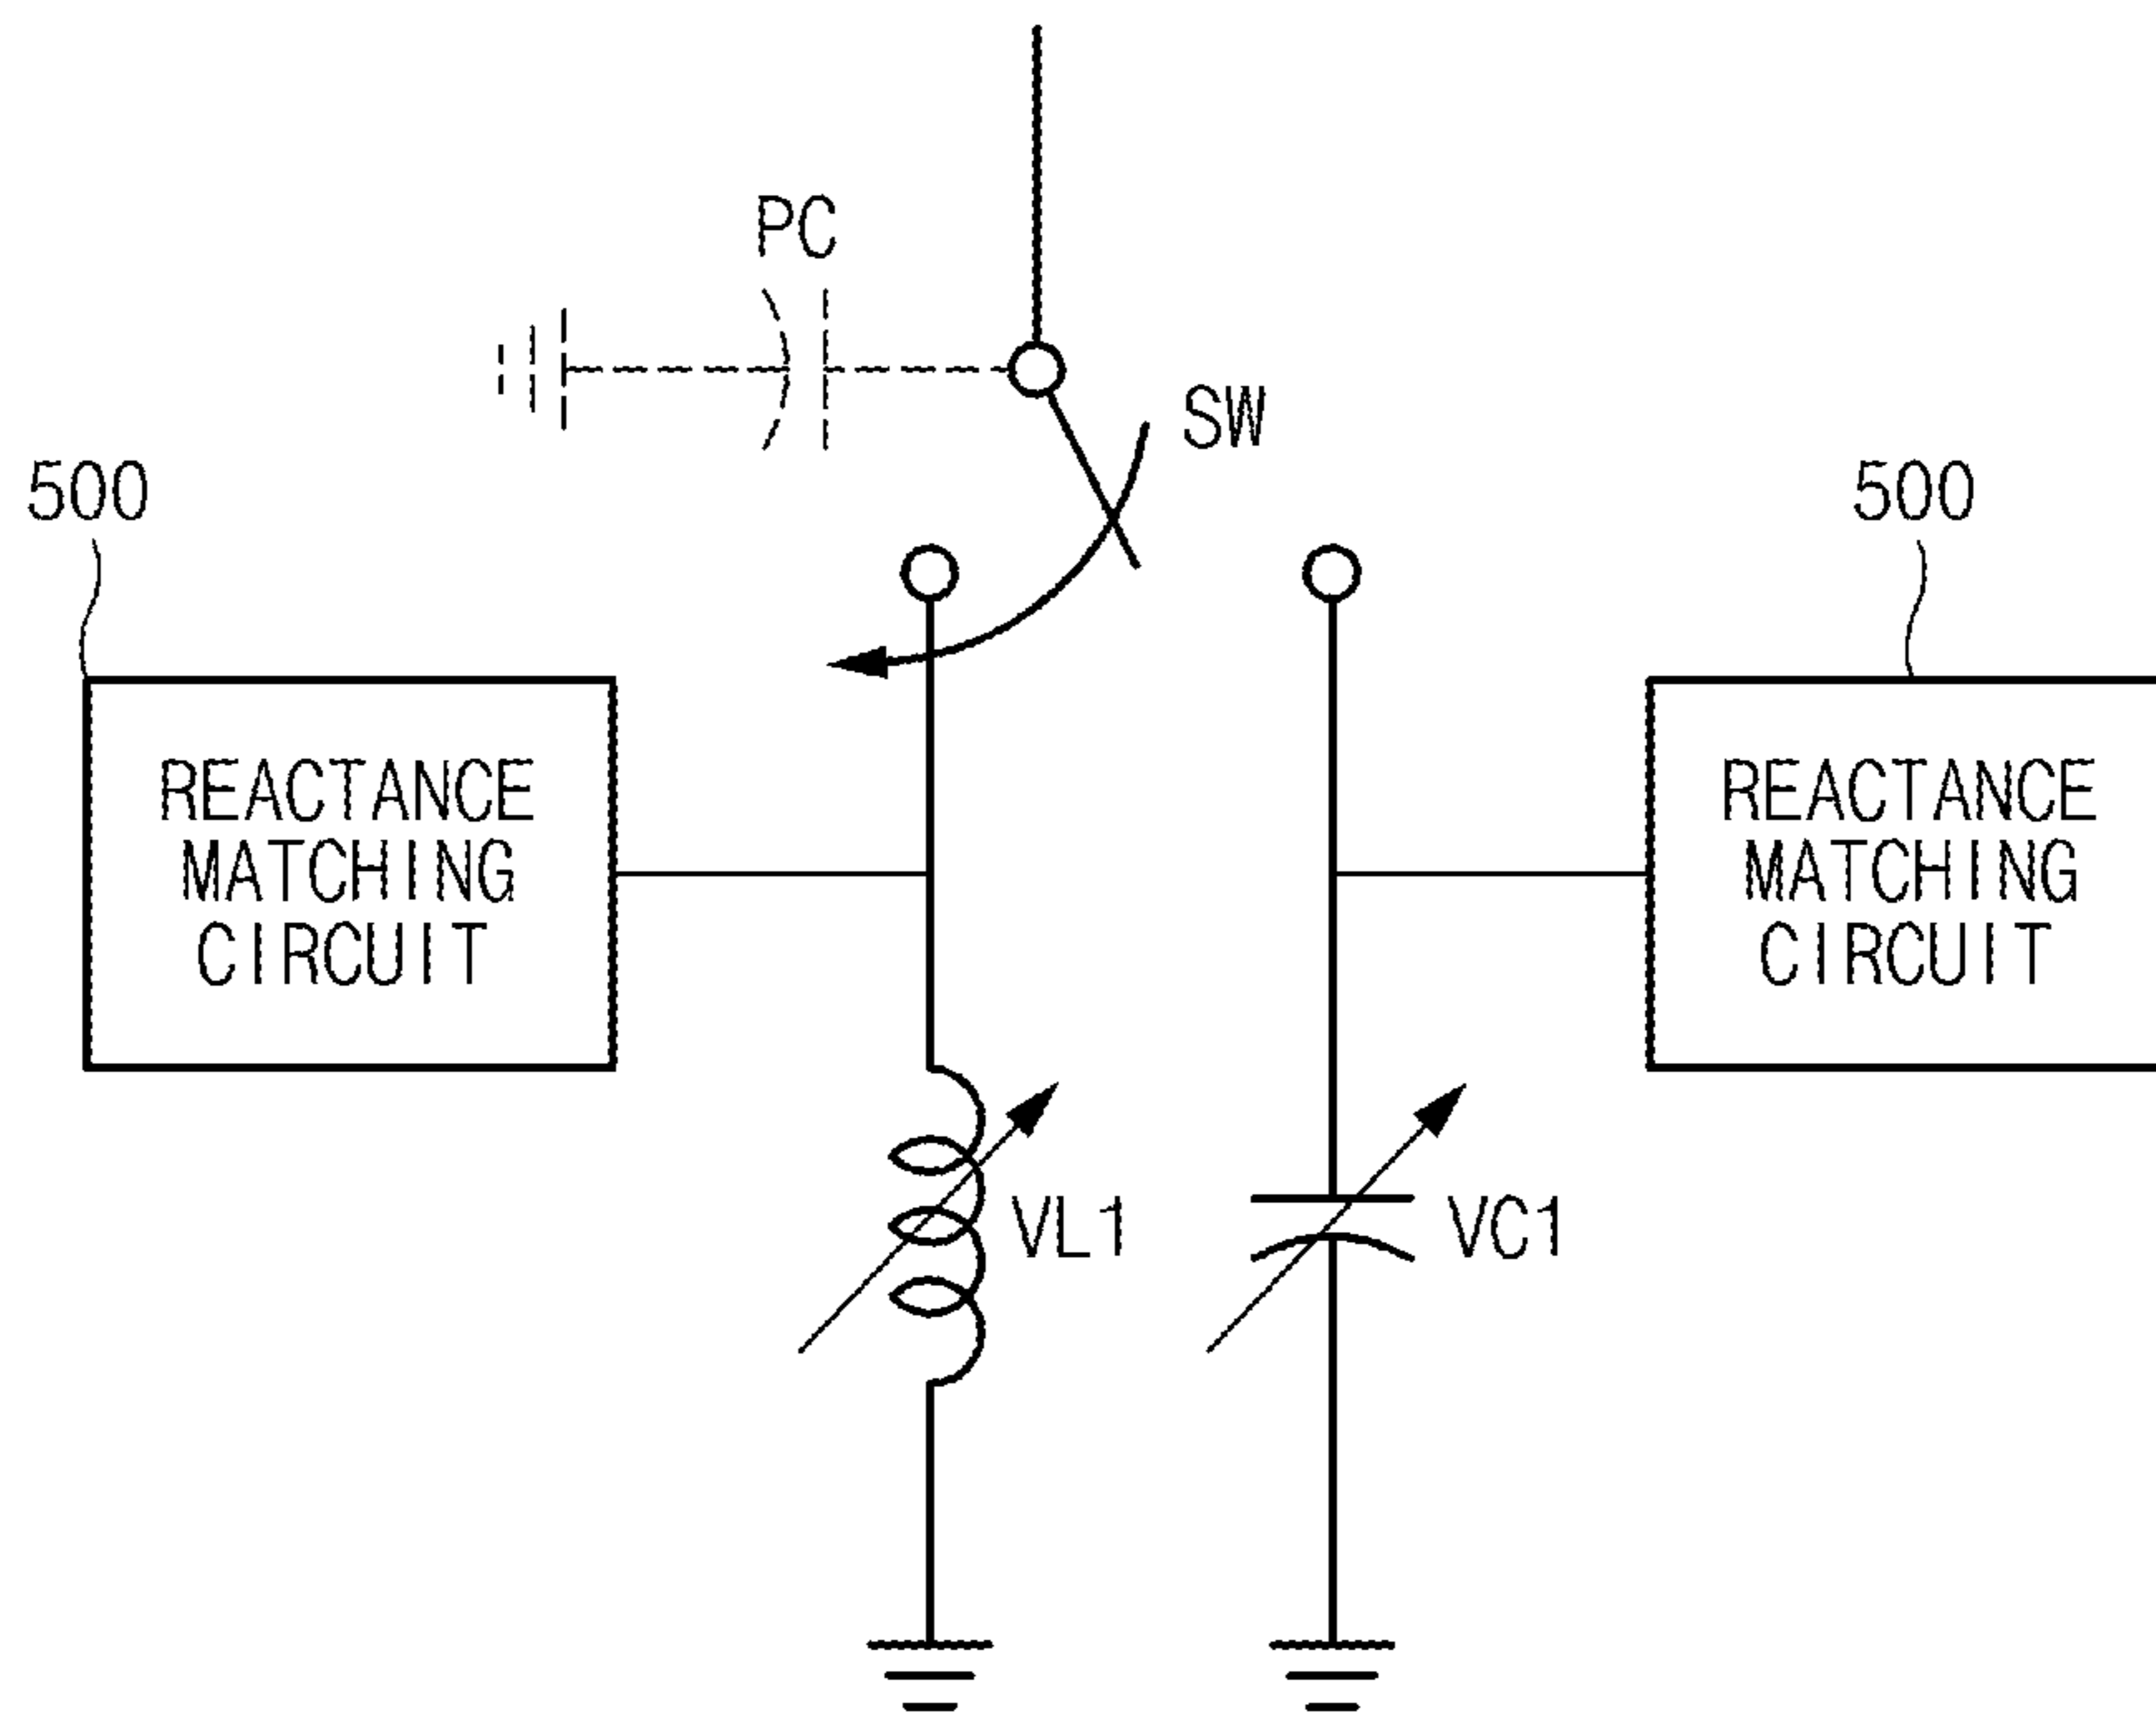 PC
SW
500
500
REACTANCE
MATCHING
CIRCUIT
REACTANCE
MATCHING
CIRCUIT
VL1
VC1